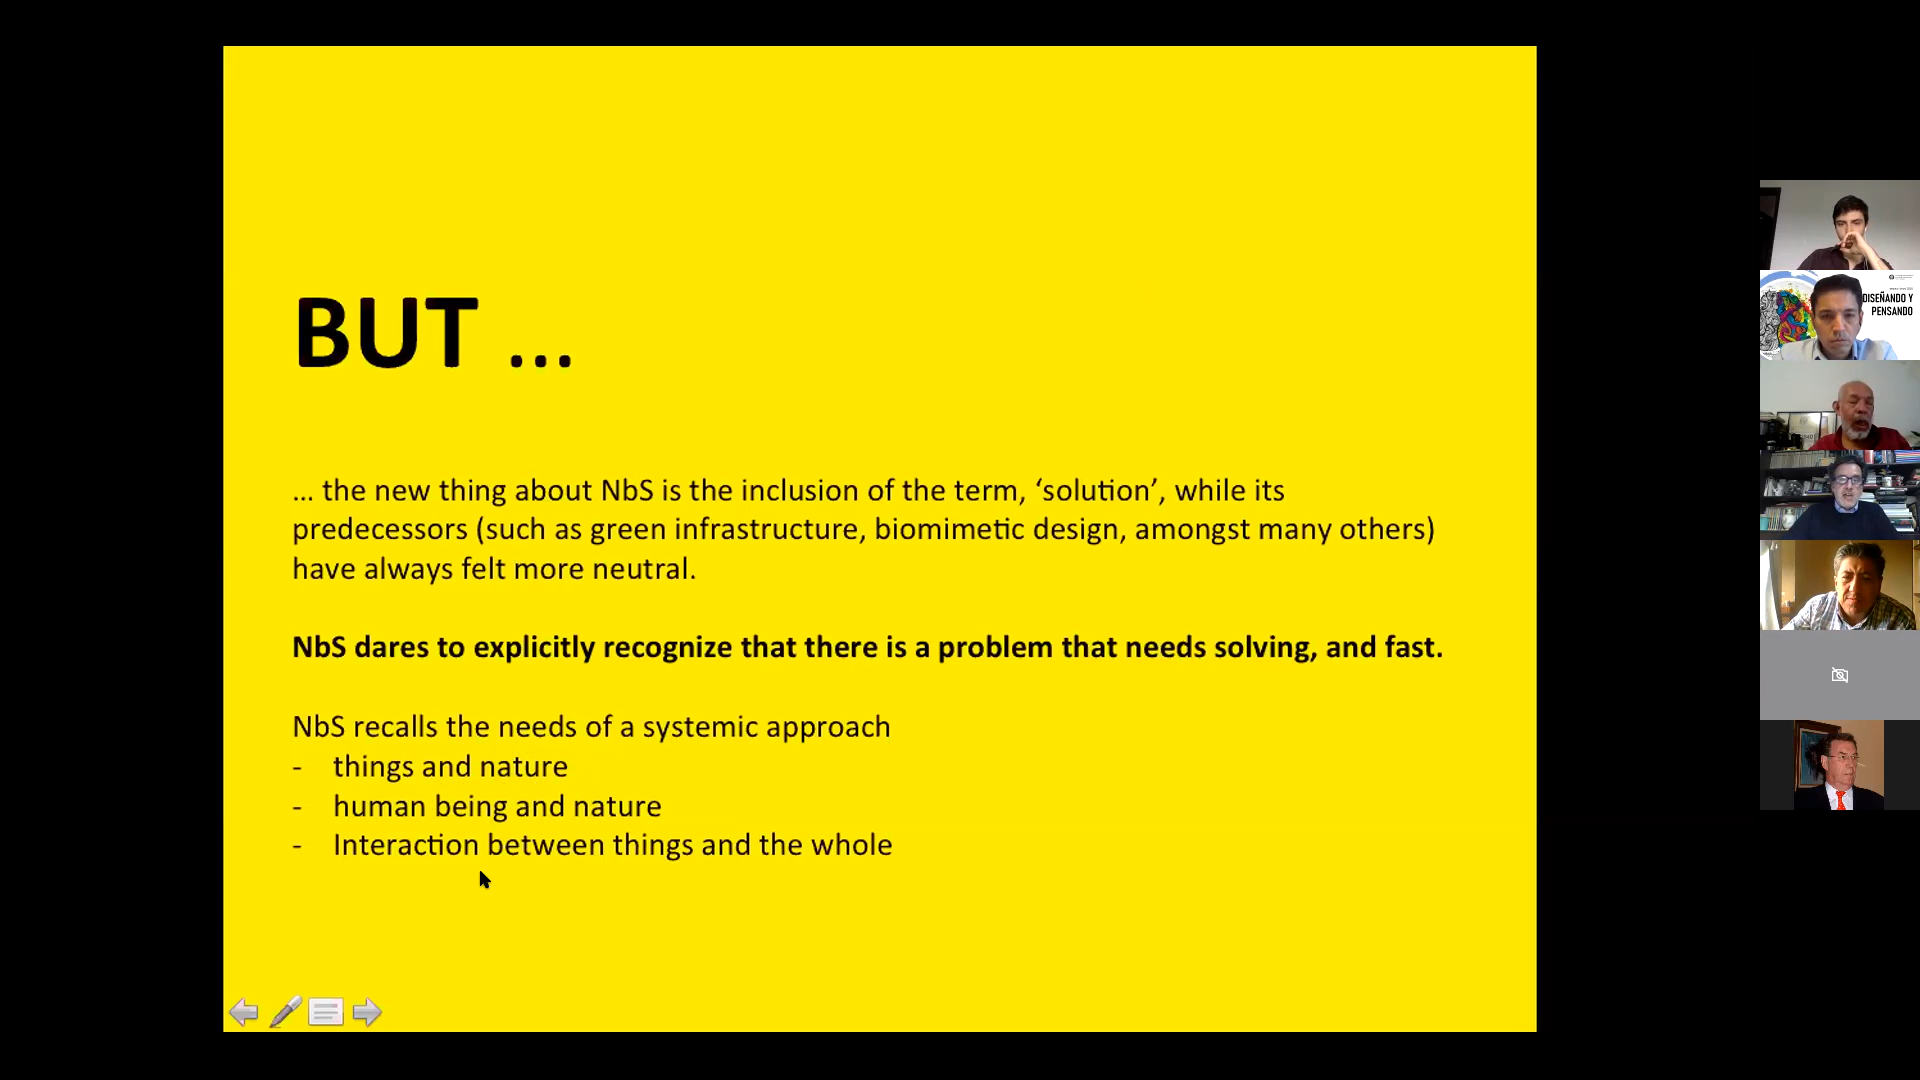 BUT ...
... the new thing about NbS is the inclusion of the term, ‘solution’, while its
predecessors (such as green infrastructure, biomimetic design, amongst many others)
have always felt more neutral.
NbS dares to explicitly recognize that there is a problem that needs solving, and fast.
NbS recalls the needs of a systemic approach
- things and nature
- human being and nature
- Interaction between things and the whole
DISEÑANDO Y
PENSANDO